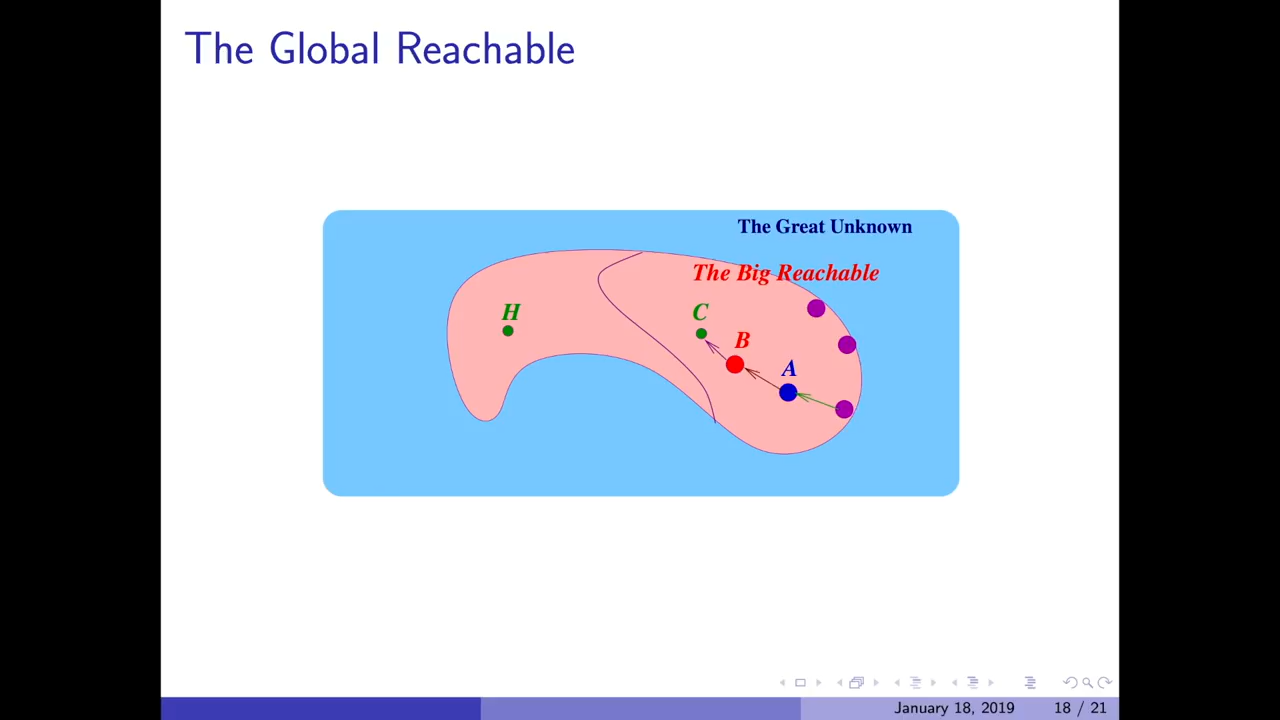 The Global Reachable
The Great Unknown
The Big Reachable
H
C
B
A
January 18, 2019
18 / 21